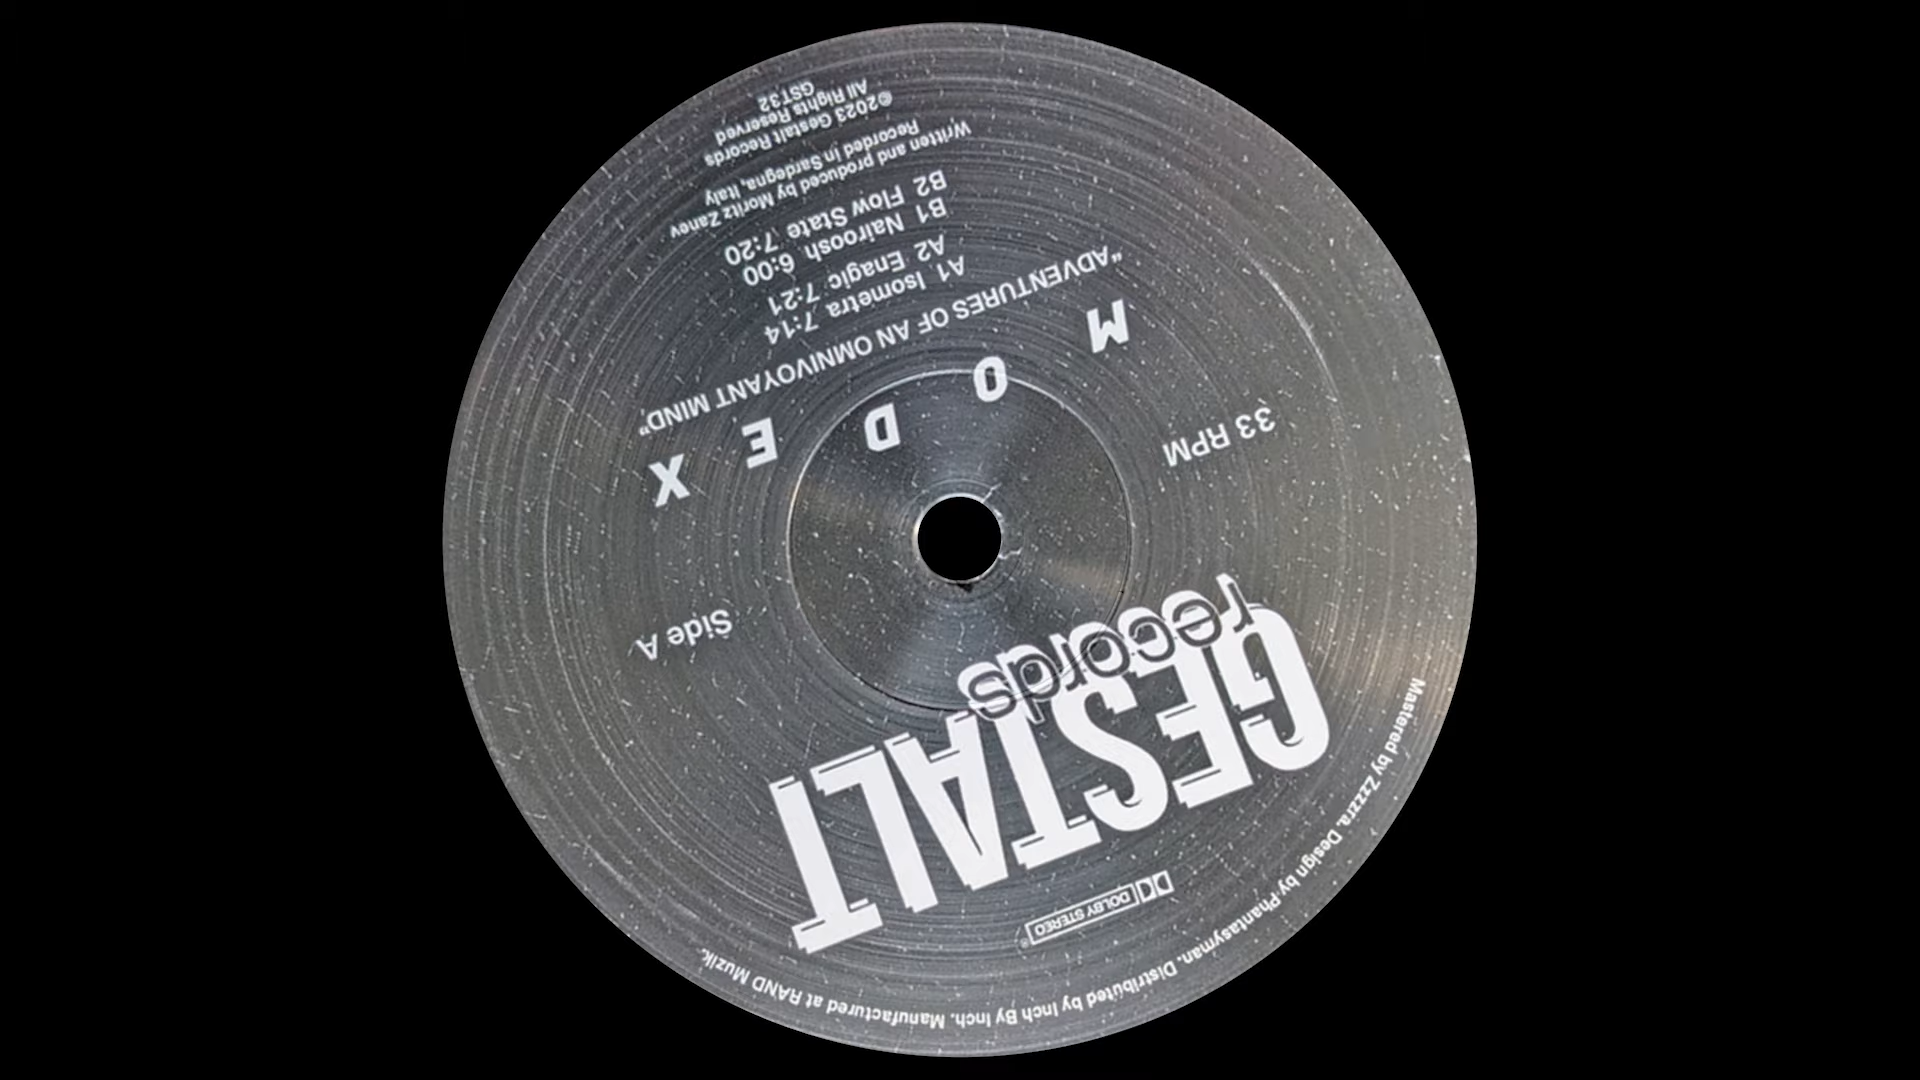 Mastered by Zzzzra. Design by Phantasyman. Distributed by Inch By Inch. Manufactured at RAND Muzik.
DOLBY STEREO
®
GESTALT
records
33 RPM
Side A
MODEX
“ADVENTURES OF AN OMNIVOYANT MIND”
A1 Isometra 7:14
A2 Enagic 7:21
B1 Nairoosh 6:00
B2 Flow State 7:20
Written and produced by Moritz Zanev
Recorded in Sardegna, Italy
©2023 Gestalt Records
All Rights Reserved
GST32